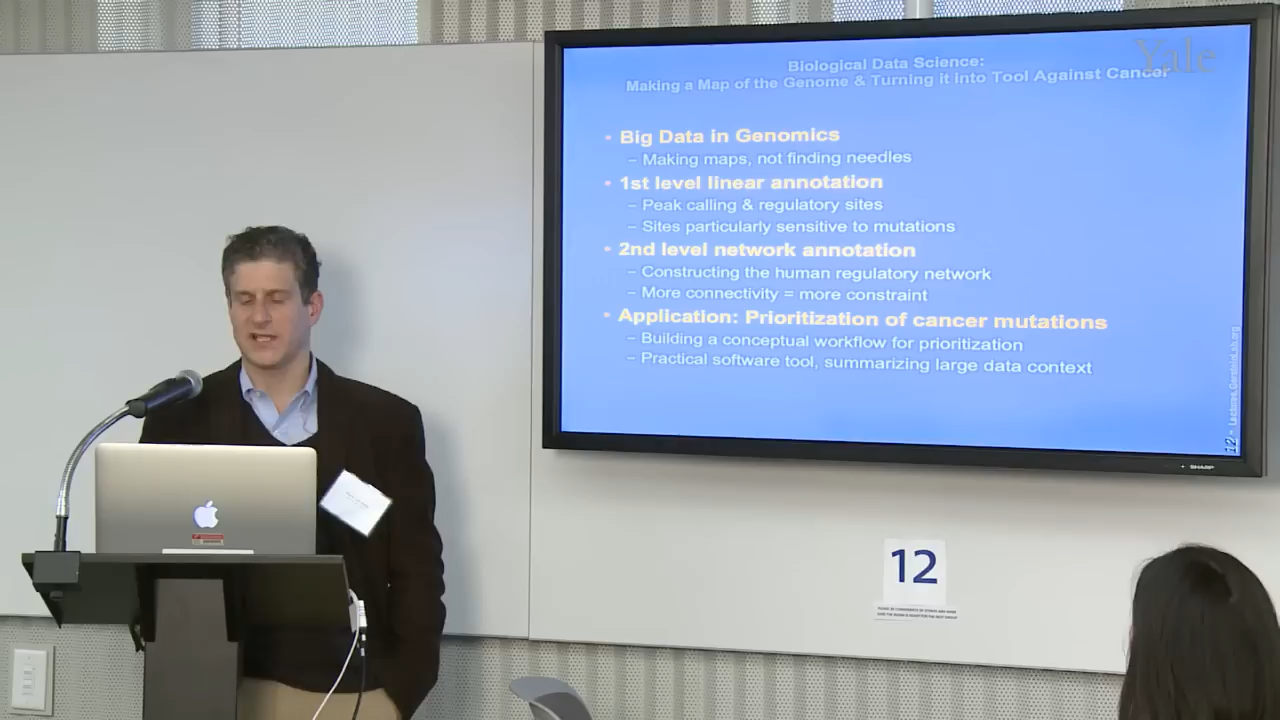 Yale
Biological Data Science:
Making a Map of the Genome & Turning it into Tool Against Cancer
• Big Data in Genomics
– Making maps, not finding needles
• 1st level linear annotation
– Peak calling & regulatory sites
– Sites particularly sensitive to mutations
• 2nd level network annotation
– Constructing the human regulatory network
– More connectivity = more constraint
• Application: Prioritization of cancer mutations
– Building a conceptual workflow for prioritization
– Practical software tool, summarizing large data context
12 - Lectures.GersteinLab.org
SHARP
12